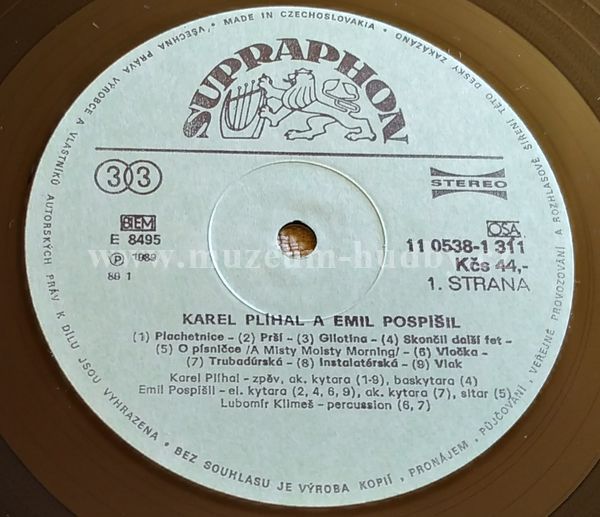 VŠECHNA PRÁVA VÝROBCE A VLASTNÍKŮ AUTORSKÝCH PRÁV K DÍLU JSOU VYHRAZENA • BEZ SOUHLASU JE VÝROBA KOPIÍ, PRONÁJEM, PŮJČOVÁNÍ, VEŘEJNÉ PROVOZOVÁNÍ A ROZHLASOVÉ ŠÍŘENÍ TÉTO DESKY ZAKÁZÁNO
• MADE IN CZECHOSLOVAKIA •
SUPRAPHON
33
STEREO
BIEM
E 8495
Ⓟ 1989
89 1
OSA
11 0538-1 311
Kčs 44,-
1. STRANA
www.muzeum-hudby
KAREL PLÍHAL A EMIL POSPÍŠIL
(1) Plachetnice - (2) Prší - (3) Gilotina - (4) Skončil další fet -
(5) O písničce /A Misty Moisty Morning/ - (6) Vločka -
(7) Trubadúrská - (8) Instalatérská - (9) Vlak
Karel Plíhal - zpěv, ak. kytara (1-9), baskytara (4)
Emil Pospíšil - el. kytara (2, 4, 6, 9), ak. kytara (7), sitar (5)
Lubomír Klimeš - percussion (6, 7)